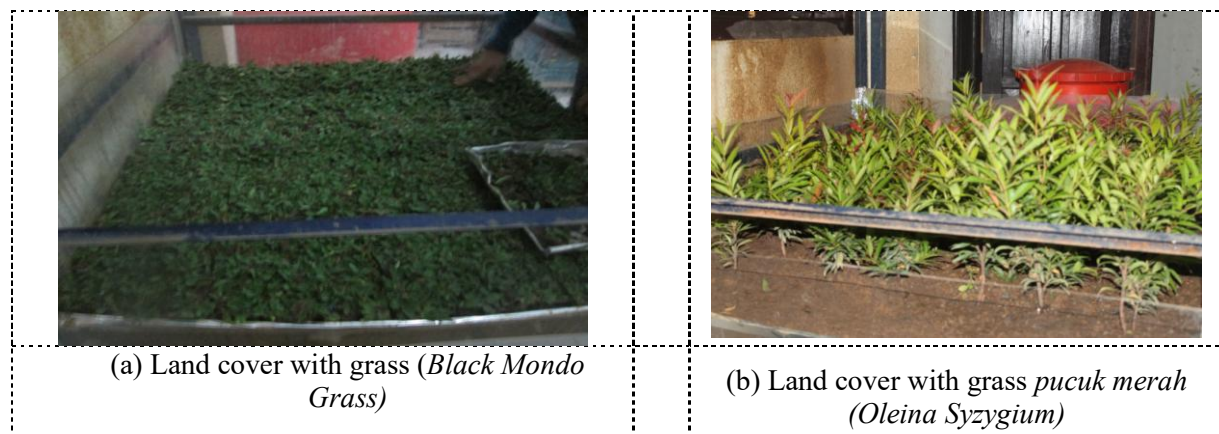 (a) Land cover with grass (Black Mondo
Grass)
(b) Land cover with grass pucuk merah
(Oleina Syzygium)